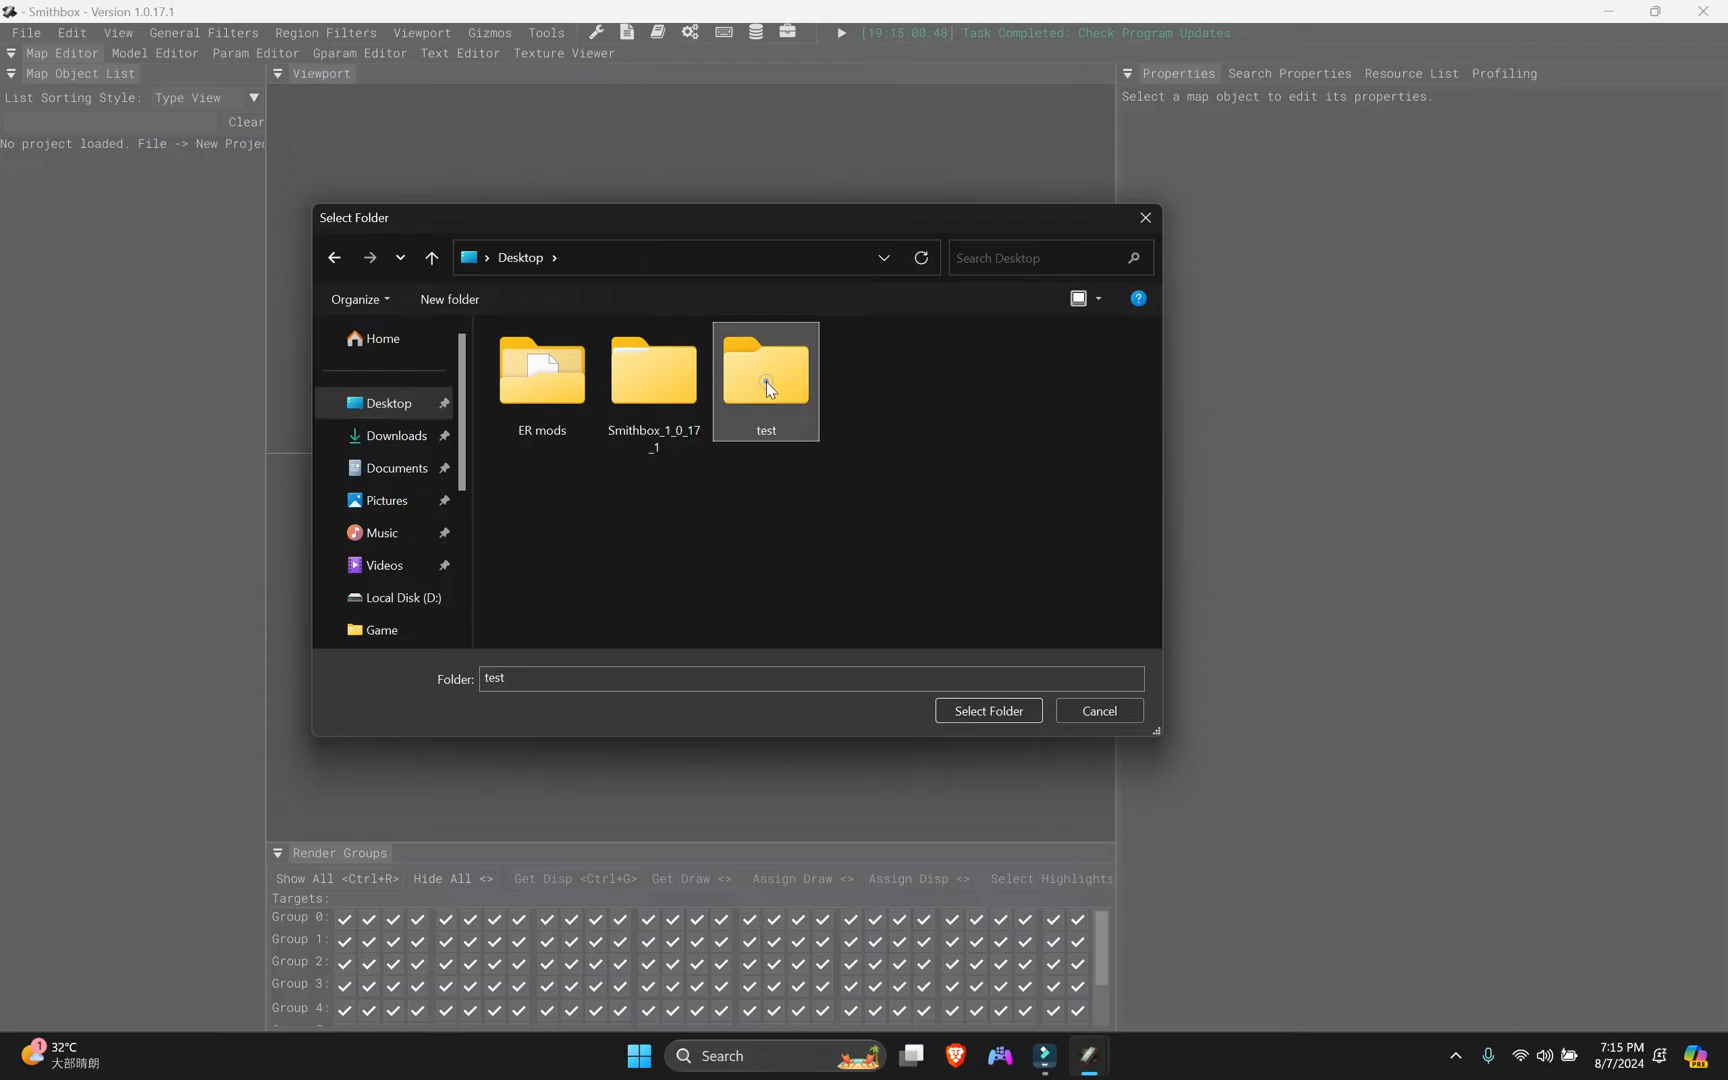 - Smithbox - Version 1.0.17.1
File Edit View General Filters Region Filters Viewport Gizmos Tools [19:15:00:48] Task Completed: Check Program Updates
Map Editor Model Editor Param Editor Gparam Editor Text Editor Texture Viewer
Map Object List Viewport Properties Search Properties Resource List Profiling
List Sorting Style: Type View Select a map object to edit its properties.
Clear
No project loaded. File -> New Projec
Select Folder
Desktop Search Desktop
Organize New folder
Home
Desktop
Downloads
Documents
Pictures
Music
Videos
Local Disk (D:)
Game
ER mods
Smithbox_1_0_17
_1
test
Folder: test
Select Folder Cancel
Render Groups
Show All <Ctrl+R> Hide All <> Get Disp <Ctrl+G> Get Draw <> Assign Draw <> Assign Disp <> Select Highlights
Targets:
Group 0:
Group 1:
Group 2:
Group 3:
Group 4:
1
32°C
大部晴朗
Search
7:15 PM
8/7/2024
PRE